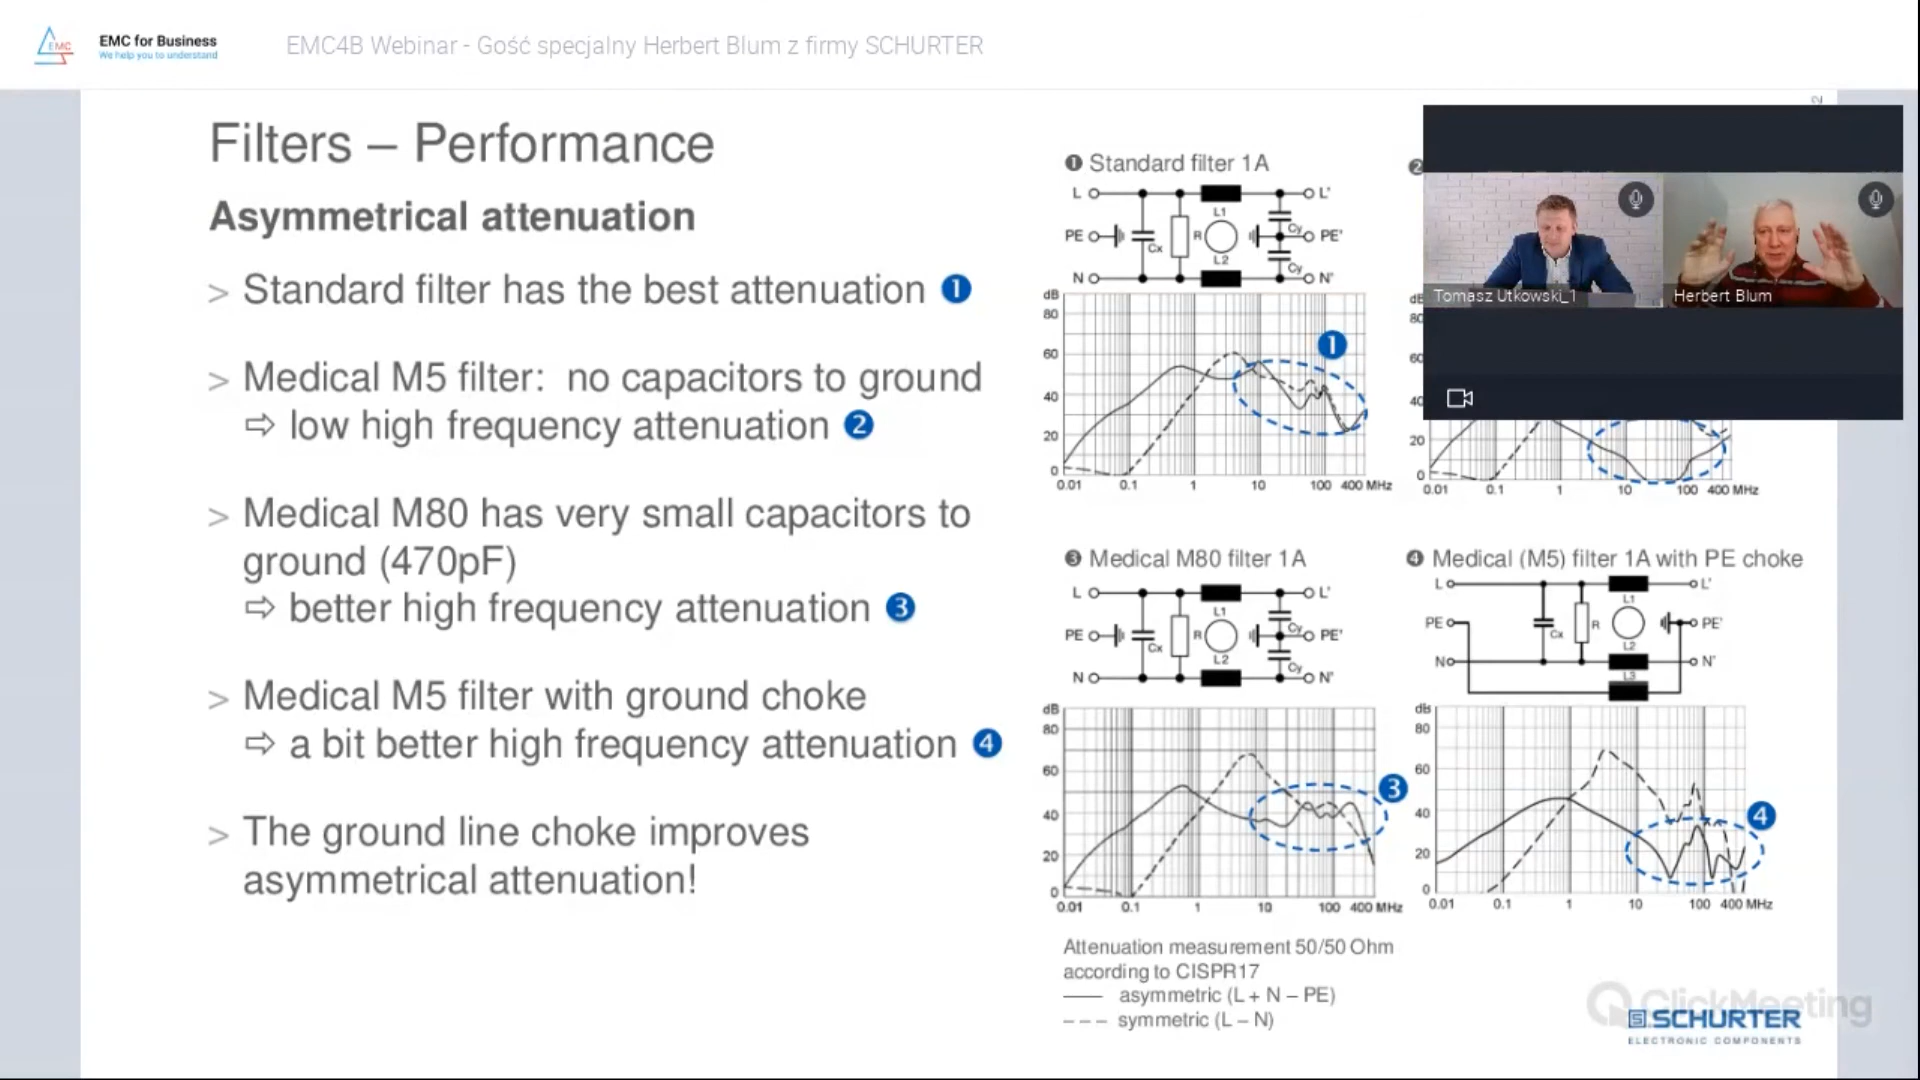 EMC
EMC for Business
We help you to understand
EMC4B Webinar - Gość specjalny Herbert Blum z firmy SCHURTER
Filters – Performance
Asymmetrical attenuation
> Standard filter has the best attenuation ❶
> Medical M5 filter: no capacitors to ground
⇨ low high frequency attenuation ❷
> Medical M80 has very small capacitors to
ground (470pF)
⇨ better high frequency attenuation ❸
> Medical M5 filter with ground choke
⇨ a bit better high frequency attenuation ❹
> The ground line choke improves
asymmetrical attenuation!
❶ Standard filter 1A
L L'
L1
PE Cx R Cy PE'
L2 Cy
N N'
dB
80
60
40
20
0
0.01 0.1 1 10 100 400 MHz
❶
❷
Tomasz Utkowski_1
Herbert Blum
dB
80
60
40
20
0
0.01 0.1 1 10 100 400 MHz
❸ Medical M80 filter 1A
L L'
L1
PE Cx R Cy PE'
L2 Cy
N N'
dB
80
60
40
20
0
0.01 0.1 1 10 100 400 MHz
❸
❹ Medical (M5) filter 1A with PE choke
L L'
L1
PE Cx R PE'
L2
N N'
L3
dB
80
60
40
20
0
0.01 0.1 1 10 100 400 MHz
❹
Attenuation measurement 50/50 Ohm
according to CISPR17
asymmetric (L + N – PE)
symmetric (L – N)
ClickMeeting
SCHURTER
ELECTRONIC COMPONENTS